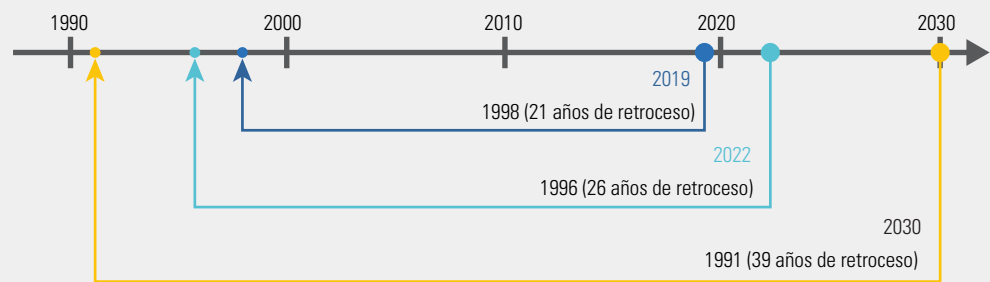 1990 2000 2010 2020 2030
2019
1998 (21 años de retroceso)
2022
1996 (26 años de retroceso)
2030
1991 (39 años de retroceso)